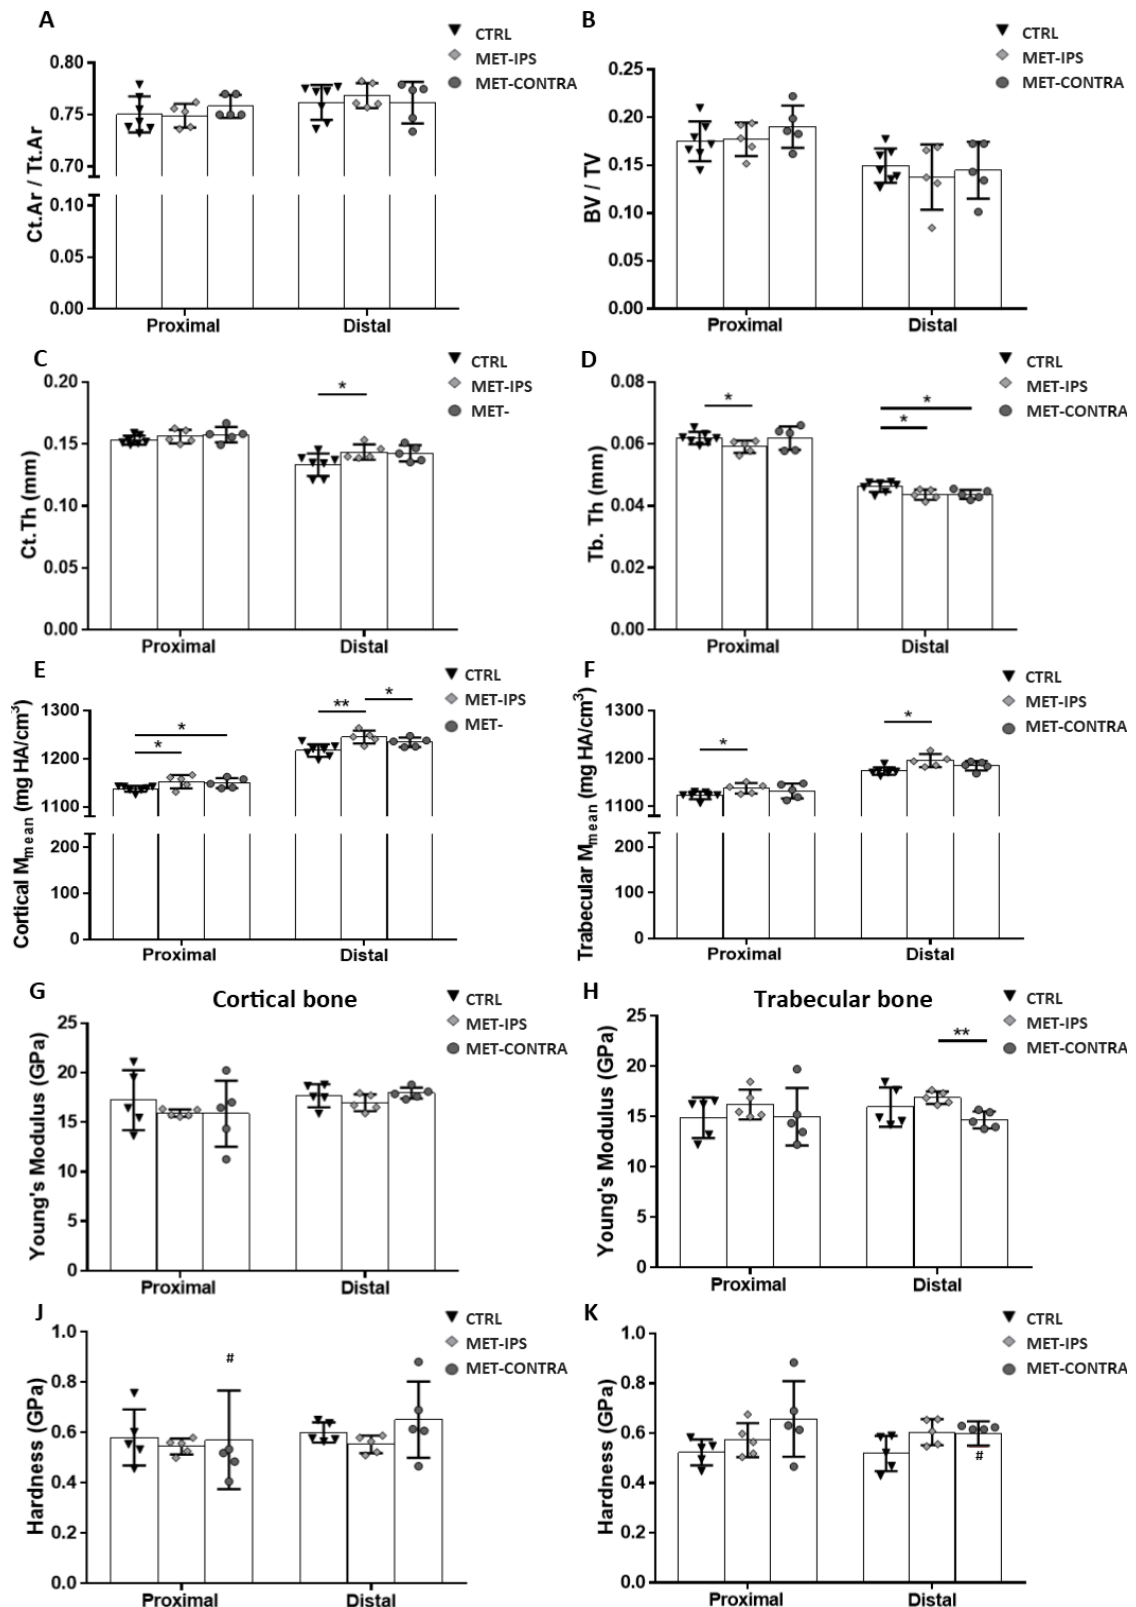 A
CTRL
MET-IPS
MET-CONTRA
Ct.Ar / Tt.Ar
0.80
0.75
0.70
0.10
0.05
0.00
Proximal
Distal
B
CTRL
MET-IPS
MET-CONTRA
BV / TV
0.25
0.20
0.15
0.10
0.05
0.00
Proximal
Distal
C
CTRL
MET-IPS
MET-
Ct.Th (mm)
0.20
0.15
0.10
0.05
0.00
*
Proximal
Distal
D
CTRL
MET-IPS
MET-CONTRA
Tb. Th (mm)
0.08
0.06
0.04
0.02
0.00
*
*
*
Proximal
Distal
E
CTRL
MET-IPS
MET-
Cortical Mmean (mg HA/cm3)
1300
1200
1100
200
100
0
*
*
**
*
Proximal
Distal
F
CTRL
MET-IPS
MET-CONTRA
Trabecular Mmean (mg HA/cm3)
1300
1200
1100
200
100
0
*
*
Proximal
Distal
G
Cortical bone
CTRL
MET-IPS
MET-CONTRA
Young's Modulus (GPa)
25
20
15
10
5
0
Proximal
Distal
H
Trabecular bone
CTRL
MET-IPS
MET-CONTRA
Young's Modulus (GPa)
25
20
15
10
5
0
**
Proximal
Distal
J
CTRL
MET-IPS
MET-CONTRA
Hardness (GPa)
1.0
0.8
0.6
0.4
0.2
0.0
#
Proximal
Distal
K
CTRL
MET-IPS
MET-CONTRA
Hardness (GPa)
1.0
0.8
0.6
0.4
0.2
0.0
#
Proximal
Distal